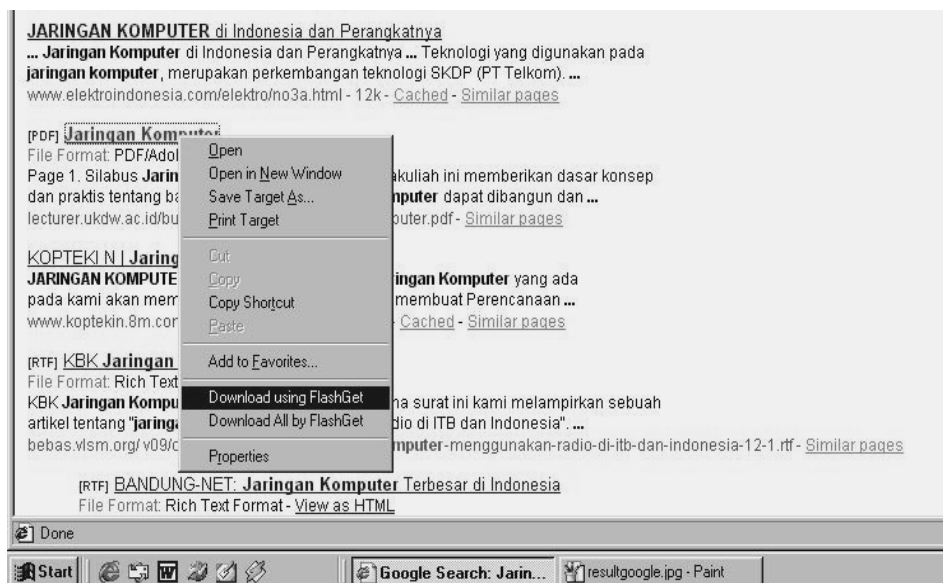 JARINGAN KOMPUTER di Indonesia dan Perangkatnya
... Jaringan Komputer di Indonesia dan Perangkatnya ... Teknologi yang digunakan pada
jaringan komputer, merupakan perkembangan teknologi SKDP (PT Telkom). ...
www.elektroindonesia.com/elektro/no3a.html - 12k - Cached - Similar pages
[PDF] Jaringan Komputer
File Format: PDF/Adol
Page 1. Silabus Jarin akuliah ini memberikan dasar konsep
dan praktis tentang ba mputer dapat dibangun dan ...
lecturer.ukdw.ac.id/bu puter.pdf - Similar pages
KOPTEKI N | Jaring
JARINGAN KOMPUTE ringan Komputer yang ada
pada kami akan mem membuat Perencanaan ...
www.koptekin.8m.cor - Cached - Similar pages
[RTF] KBK Jaringan
File Format: Rich Text
KBK Jaringan Kompu na surat ini kami melampirkan sebuah
artikel tentang "jaringa dio di ITB dan Indonesia". ...
bebas.vlsm.org/ v09/o mputer-menggunakan-radio-di-itb-dan-indonesia-12-1.rtf - Similar pages
[RTF] BANDUNG-NET: Jaringan Komputer Terbesar di Indonesia
File Format: Rich Text Format - View as HTML
Open
Open in New Window
Save Target As...
Print Target
Cut
Copy
Copy Shortcut
Paste
Add to Favorites...
Download using FlashGet
Download All by FlashGet
Properties
Done
Start
Google Search: Jarin...
resultgoogle.jpg - Paint